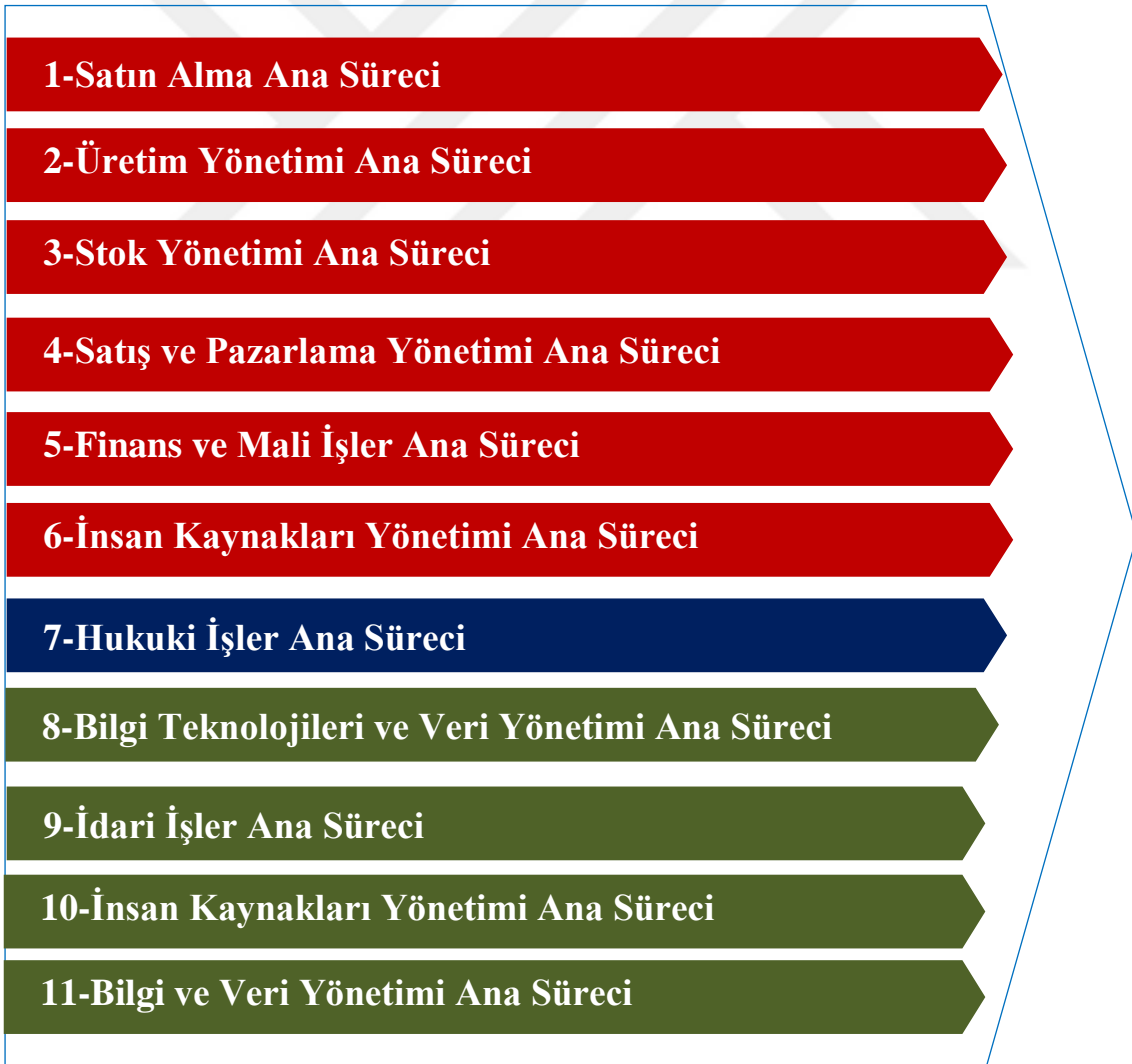 1-Satın Alma Ana Süreci
2-Üretim Yönetimi Ana Süreci
3-Stok Yönetimi Ana Süreci
4-Satış ve Pazarlama Yönetimi Ana Süreci
5-Finans ve Mali İşler Ana Süreci
6-İnsan Kaynakları Yönetimi Ana Süreci
7-Hukuki İşler Ana Süreci
8-Bilgi Teknolojileri ve Veri Yönetimi Ana Süreci
9-İdari İşler Ana Süreci
10-İnsan Kaynakları Yönetimi Ana Süreci
11-Bilgi ve Veri Yönetimi Ana Süreci